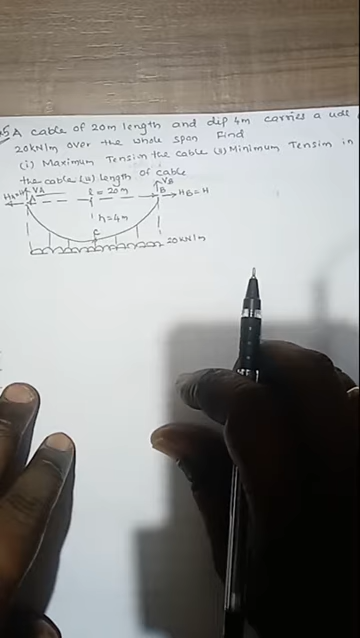 A cable of 20m length and dip 4m carries a udl
20kN/m over the whole span Find
(i) Maximum Tension the cable (ii) Minimum Tension in
the cable (iii) length of cable
VA VB
HA=H A l = 20m B HB = H
h = 4m
C
20kN/m